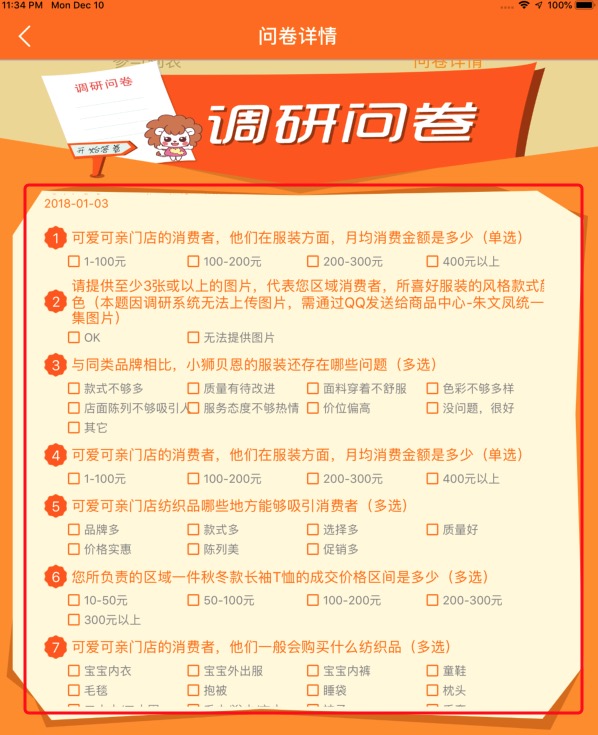 11:34 PM Mon Dec 10
100%
问卷详情
问卷详情
调研问卷
开始答卷
调研问卷
2018-01-03
1 可爱可亲门店的消费者，他们在服装方面，月均消费金额是多少（单选）
1-100元 100-200元 200-300元 400元以上
请提供至少3张或以上的图片，代表您区域消费者，所喜好服装的风格款式
2 色（本题因调研系统无法上传图片，需通过QQ发送给商品中心-朱文凤统一
集图片）
OK 无法提供图片
3 与同类品牌相比，小狮贝恩的服装还存在哪些问题（多选）
款式不够多 质量有待改进 面料穿着不舒服 色彩不够多样
店面陈列不够吸引人 服务态度不够热情 价位偏高 没问题，很好
其它
4 可爱可亲门店的消费者，他们在服装方面，月均消费金额是多少（单选）
1-100元 100-200元 200-300元 400元以上
5 可爱可亲门店纺织品哪些地方能够吸引消费者（多选）
品牌多 款式多 选择多 质量好
价格实惠 陈列美 促销多
6 您所负责的区域一件秋冬款长袖T恤的成交价格区间是多少（多选）
10-50元 50-100元 100-200元 200-300元
300元以上
7 可爱可亲门店的消费者，他们一般会购买什么纺织品（多选）
宝宝内衣 宝宝外出服 宝宝内裤 童鞋
毛毯 抱被 睡袋 枕头